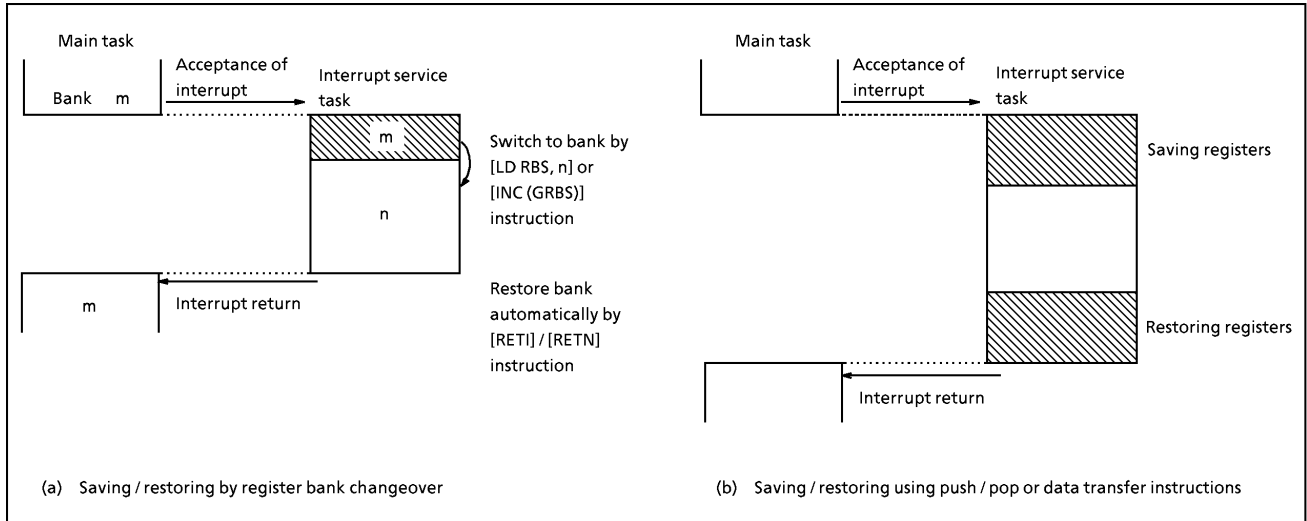 Main task
Acceptance of
interrupt
Interrupt service
task
Bank m
m
Switch to bank by
[LD RBS, n] or
[INC (GRBS)]
instruction
n
Restore bank
automatically by
[RETI] / [RETN]
instruction
m
Interrupt return
(a) Saving / restoring by register bank changeover
Main task
Acceptance of
interrupt
Interrupt service
task
Saving registers
Restoring registers
Interrupt return
(b) Saving / restoring using push / pop or data transfer instructions